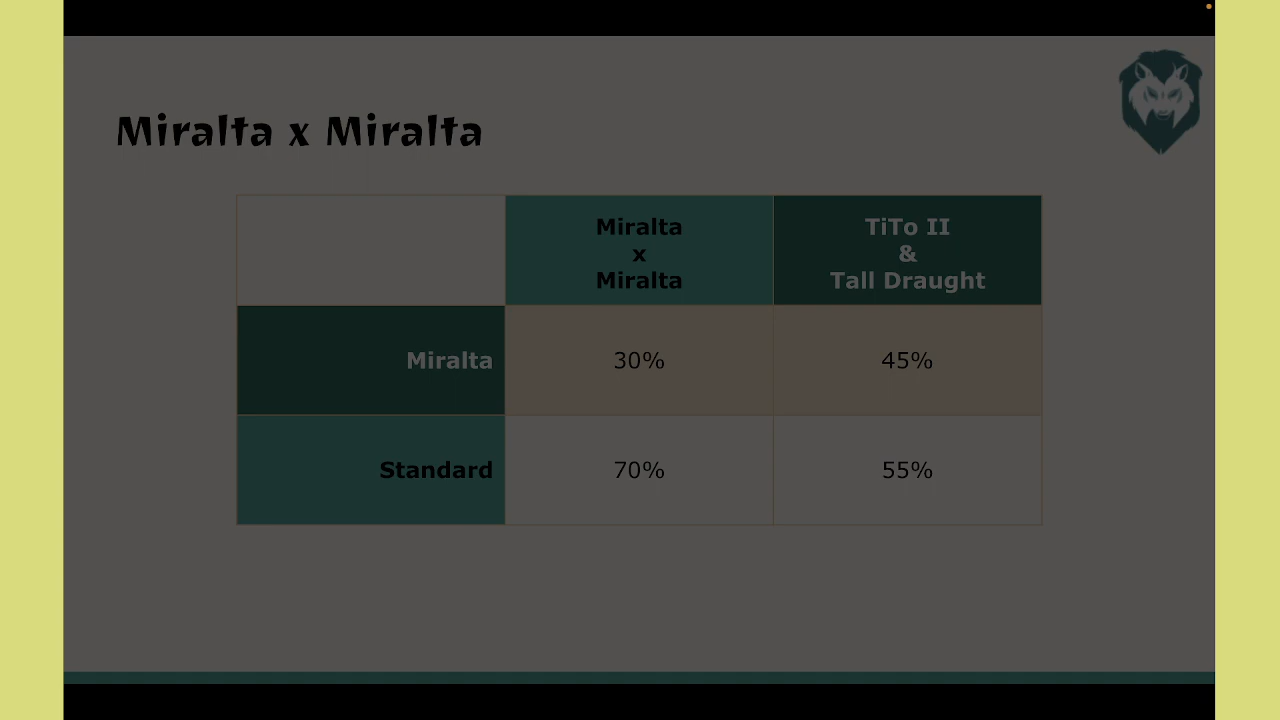 Miralta x Miralta
Miralta
x
Miralta
TiTo II
&
Tall Draught
Miralta
30%
45%
Standard
70%
55%